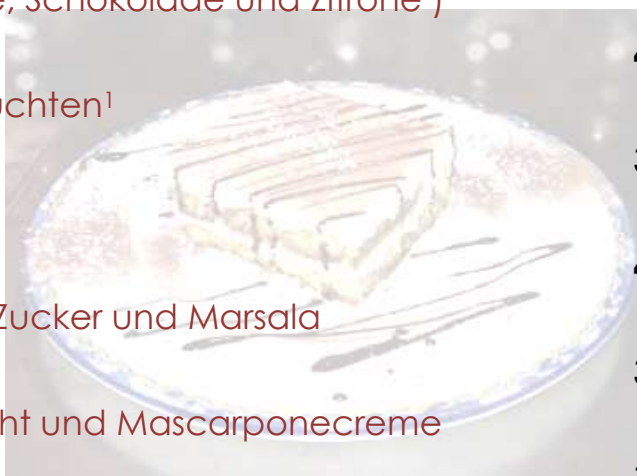 , Schokolade und Zitrone )
chten¹
Zucker und Marsala
ht und Mascarponecreme